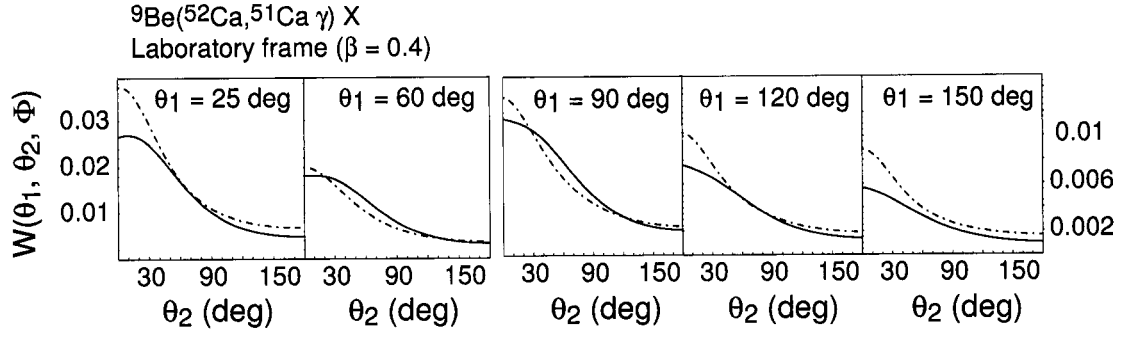 ⁹Be(⁵²Ca,⁵¹Ca γ) X
Laboratory frame (β = 0.4)
θ1 = 25 deg
θ1 = 60 deg
θ1 = 90 deg
θ1 = 120 deg
θ1 = 150 deg
W(θ1, θ2, Φ)
0.03
0.02
0.01
0.01
0.006
0.002
30 90 150
30 90 150
30 90 150
30 90 150
30 90 150
θ2 (deg)
θ2 (deg)
θ2 (deg)
θ2 (deg)
θ2 (deg)